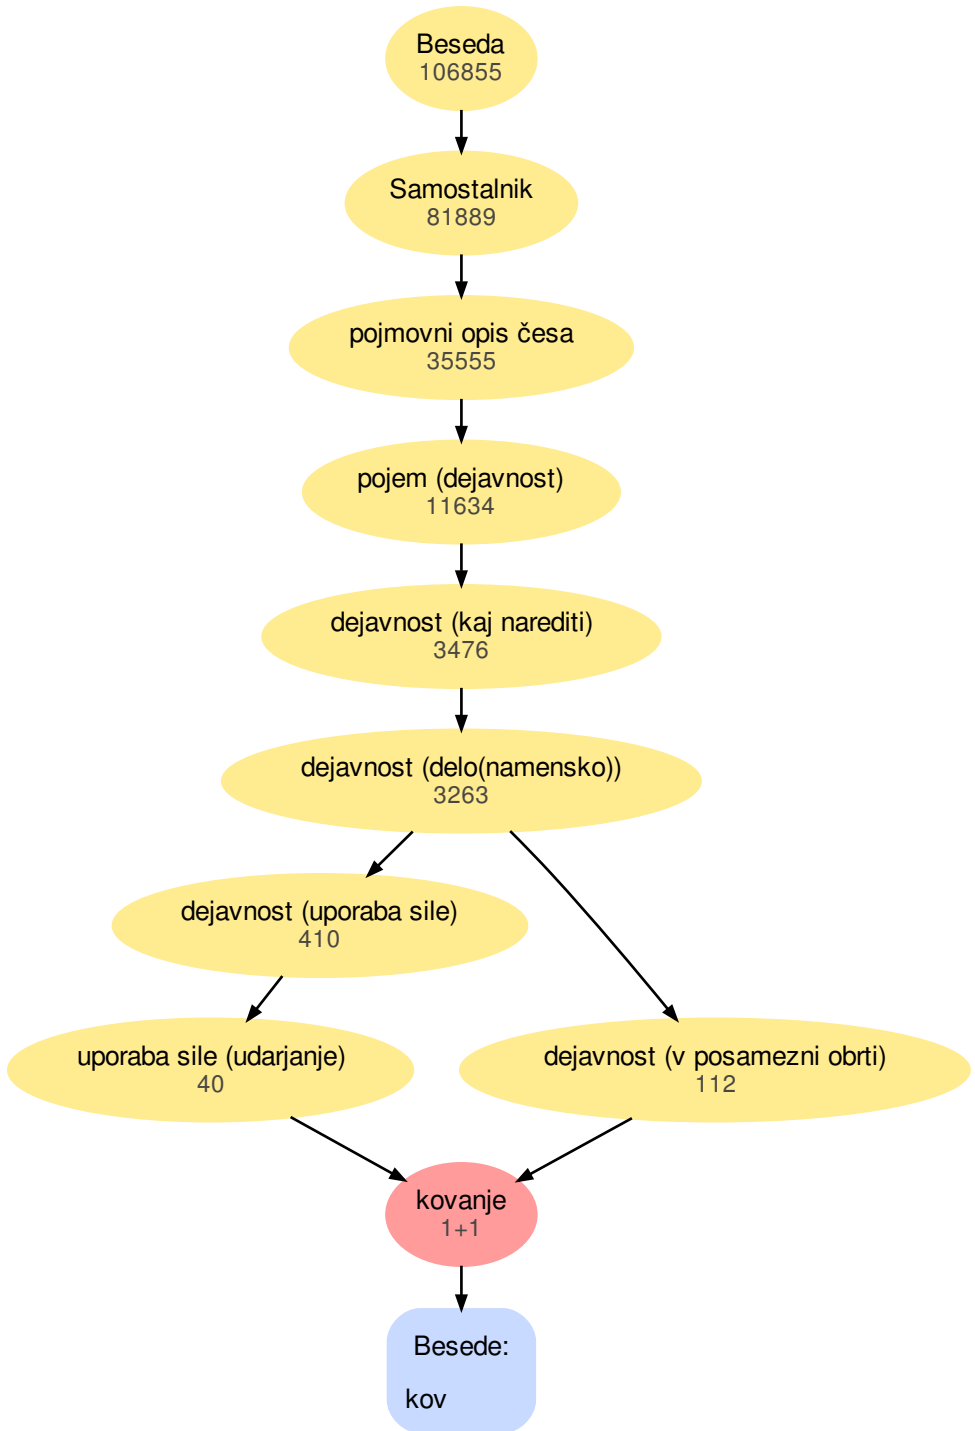 Beseda
106855
Samostalnik
81889
pojmovni opis česa
35555
pojem (dejavnost)
11634
dejavnost (kaj narediti)
3476
dejavnost (delo(namensko))
3263
dejavnost (uporaba sile)
410
uporaba sile (udarjanje)
40
dejavnost (v posamezni obrti)
112
kovanje
1+1
Besede:
kov